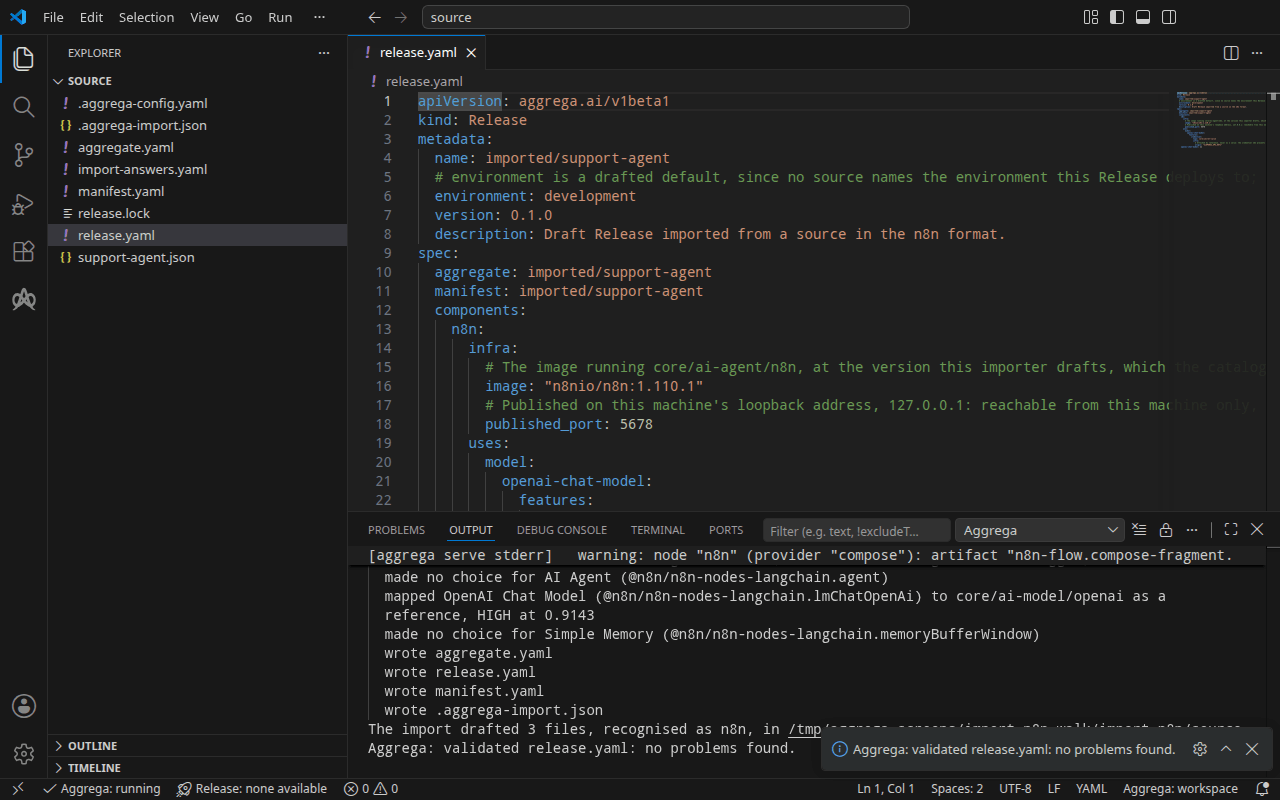 File Edit Selection View Go Run ···
source
EXPLORER ···
SOURCE
! .aggrega-config.yaml
{} .aggrega-import.json
! aggregate.yaml
! import-answers.yaml
! manifest.yaml
release.lock
! release.yaml
{} support-agent.json
OUTLINE
TIMELINE
! release.yaml
! release.yaml
1 apiVersion: aggrega.ai/v1beta1
2 kind: Release
3 metadata:
4 name: imported/support-agent
5 # environment is a drafted default, since no source names the environment this Release deploys to:
6 environment: development
7 version: 0.1.0
8 description: Draft Release imported from a source in the n8n format.
9 spec:
10 aggregate: imported/support-agent
11 manifest: imported/support-agent
12 components:
13 n8n:
14 infra:
15 # The image running core/ai-agent/n8n, at the version this importer drafts, which the catalog
16 image: "n8nio/n8n:1.110.1"
17 # Published on this machine's loopback address, 127.0.0.1: reachable from this machine only,
18 published_port: 5678
19 uses:
20 model:
21 openai-chat-model:
22 features:
PROBLEMS OUTPUT DEBUG CONSOLE TERMINAL PORTS Filter (e.g. text, !excludeT... Aggrega ···
[aggrega serve stderr] warning: node "n8n" (provider "compose"): artifact "n8n-flow.compose-fragment.
made no choice for AI Agent (@n8n/n8n-nodes-langchain.agent)
mapped OpenAI Chat Model (@n8n/n8n-nodes-langchain.lmChatOpenAi) to core/ai-model/openai as a
reference, HIGH at 0.9143
made no choice for Simple Memory (@n8n/n8n-nodes-langchain.memoryBufferWindow)
wrote aggregate.yaml
wrote release.yaml
wrote manifest.yaml
wrote .aggrega-import.json
The import drafted 3 files, recognised as n8n, in /tmp/aggrega-screens/import-n8n-walk/import-n8n/source
Aggrega: validated release.yaml: no problems found.
Aggrega: validated release.yaml: no problems found.
Aggrega: running Release: none available 0 0 Ln 1, Col 1 Spaces: 2 UTF-8 LF YAML Aggrega: workspace